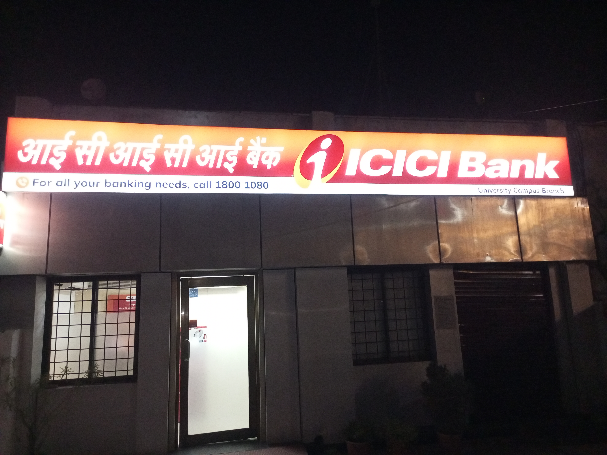 आई सी आई सी आई बैंक ICICI Bank
For all your banking needs, call 1800 1080
University Campus Branch